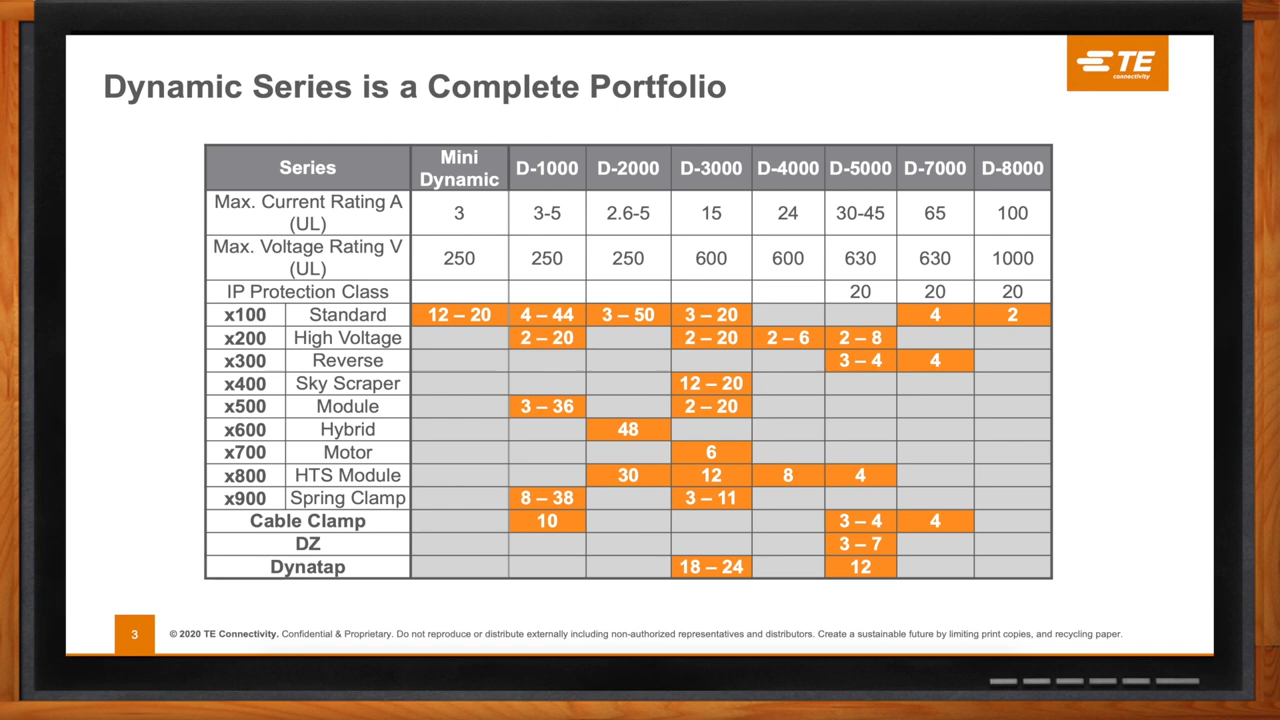 TE
connectivity
Dynamic Series is a Complete Portfolio
Series Mini Dynamic D-1000 D-2000 D-3000 D-4000 D-5000 D-7000 D-8000
Max. Current Rating A (UL) 3 3-5 2.6-5 15 24 30-45 65 100
Max. Voltage Rating V (UL) 250 250 250 600 600 630 630 1000
IP Protection Class 20 20 20
x100 Standard 12 – 20 4 – 44 3 – 50 3 – 20 4 2
x200 High Voltage 2 – 20 2 – 20 2 – 6 2 – 8
x300 Reverse 3 – 4 4
x400 Sky Scraper 12 – 20
x500 Module 3 – 36 2 – 20
x600 Hybrid 48
x700 Motor 6
x800 HTS Module 30 12 8 4
x900 Spring Clamp 8 – 38 3 – 11
Cable Clamp 10 3 – 4 4
DZ 3 – 7
Dynatap 18 – 24 12
3 © 2020 TE Connectivity. Confidential & Proprietary. Do not reproduce or distribute externally including non-authorized representatives and distributors. Create a sustainable future by limiting print copies, and recycling paper.